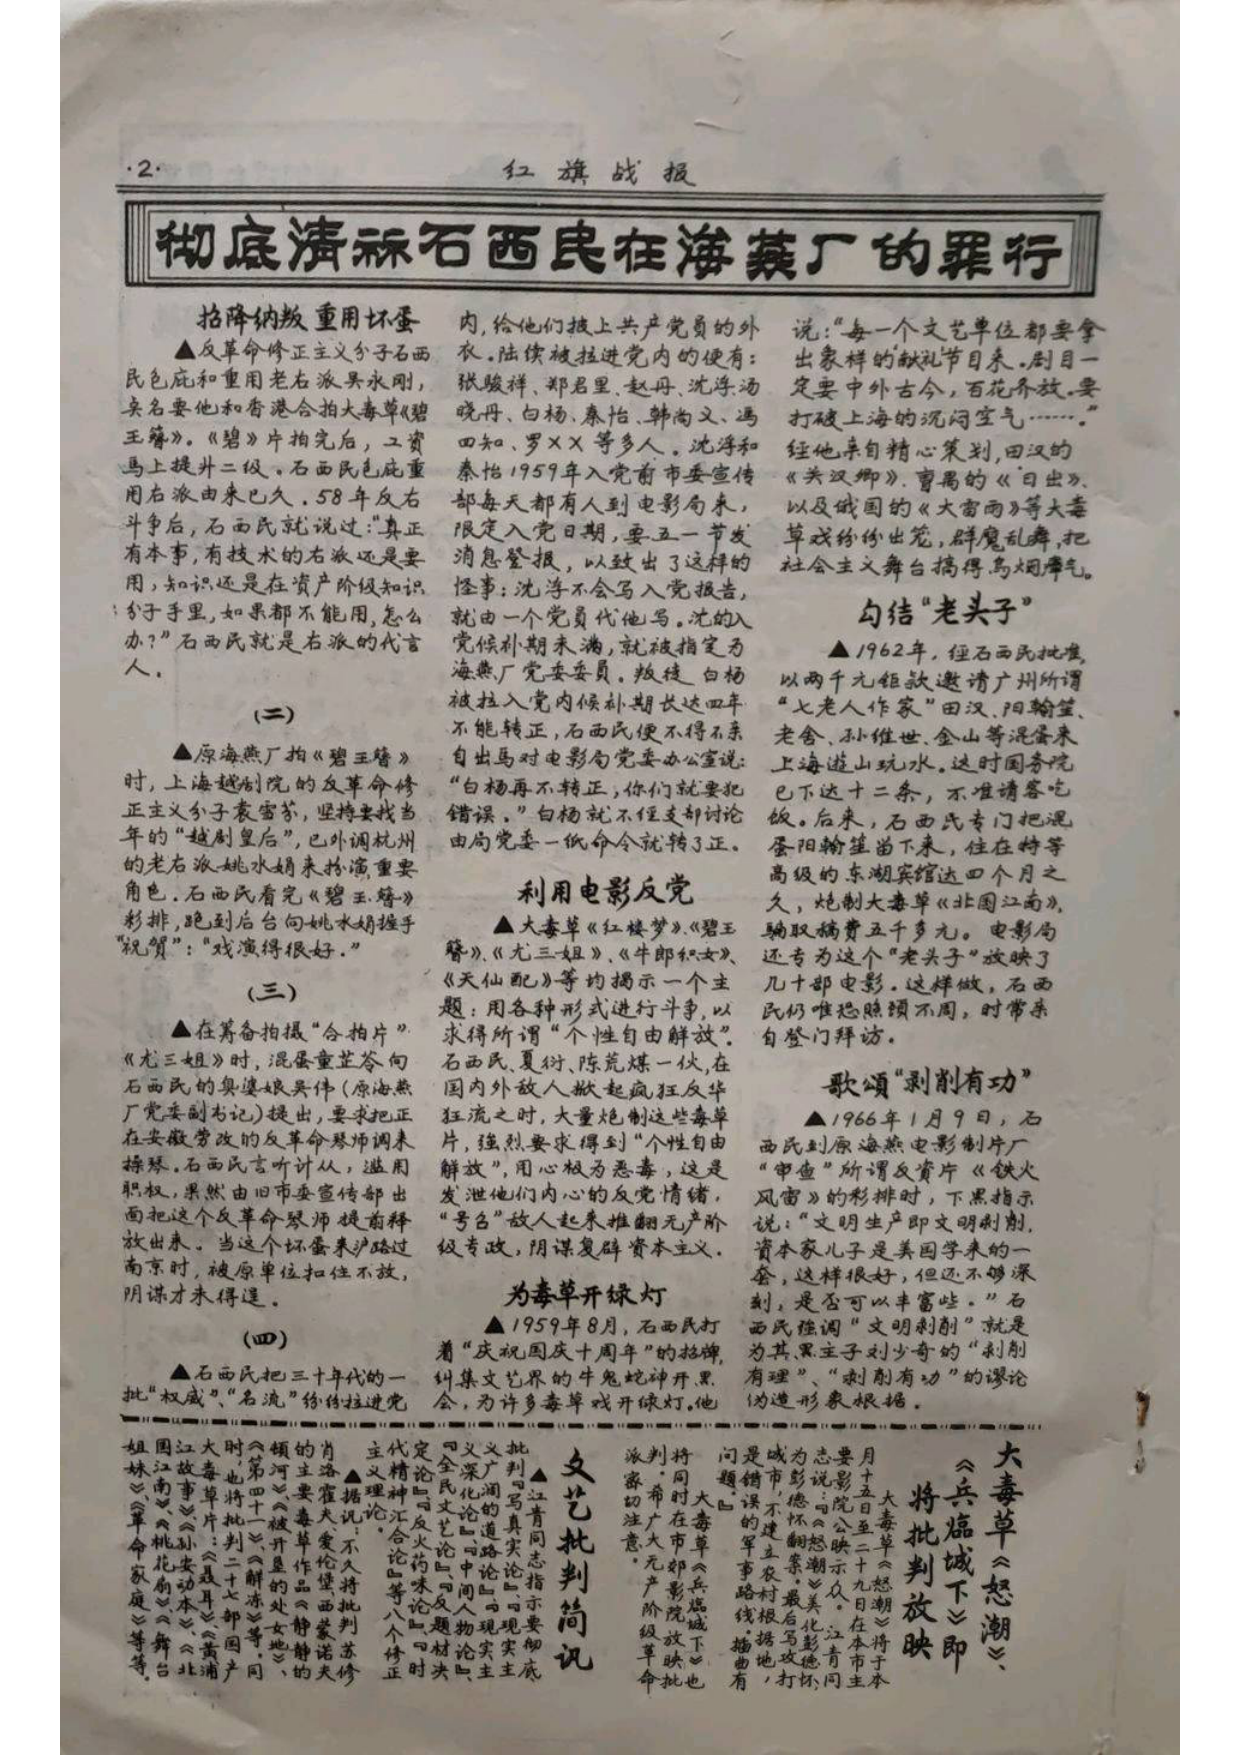 ·2·
红旗战报
彻底清祘石西民在海燕厂的罪行
招降纳叛 重用坏蛋
▲反革命修正主义分子石西
民包庇和重用老右派吴永刚，
矣名要他和香港合拍大毒草《碧
玉簪》。《碧》片拍完后，工资
馬上提升二级。石西民包庇重
用右派由来已久。58年反右
斗争后，石西民就说过：“真正
有本事，有技术的右派还是要
用，知识还是在资产阶级知识
分子手里，如果都不能用，怎么
办？”石西民就是右派的代言
人。
(二)
▲原海燕厂拍《碧玉簪》
时，上海越剧院的反革命修
正主义分子袁雪芬，坚持要找当
年的“越剧皇后”，已外调杭州
的老右派姚水娟来扮演重要
角色。石西民看完《碧玉簪》
彩排，跑到后台向姚水娟握手
“祝贺”：“戏演得很好。”
(三)
▲在筹备拍摄“合拍片”
《尤三姐》时，混蛋童芷苓向
石西民的臭婆娘吴伟（原海燕
厂党委副书记）提出，要求把正
在安徽劳改的反革命琴师调来
操琴。石西民言听计从，滥用
职权，果然由旧市委宣传部出
面把这个反革命琴师提前释
放出来。当这个坏蛋来沪路过
南京时，被原单位扣住不放，
阴谋才未得逞。
(四)
▲石西民把三十年代的一
批“权威”、“名流”纷纷拉进党
内，给他们披上共产党员的外
衣。陆续被拉进党内的便有：
张骏祥、郑君里、赵丹、沈浮、汤
晓丹、白杨、秦怡、韩尚义、冯
四知、罗××等多人。沈浮和
秦怡1959年入党前市委宣传
部每天都有人到电影局来，
限定入党日期，要五一节发
消息登报，以致出了这样的
怪事：沈浮不会写入党报告，
就由一个党员代他写。沈的入
党候补期未满，就被指定为
海燕厂党委委员。叛徒白杨
被拉入党内候补期长达四年
不能转正，石西民便不得不亲
自出马对电影局党委办公室说：
“白杨再不转正，你们就要犯
错误。”白杨就不经支部讨论
由局党委一纸命令就转了正。
利用电影反党
▲大毒草《红楼梦》、《碧玉
簪》、《尤三姐》、《牛郎织女》、
《天仙配》等均揭示一个主
题：用各种形式进行斗争，以
求得所谓“个性自由解放”。
石西民、夏衍、陈荒煤一伙，在
国内外敌人掀起疯狂反华
狂流之时，大量炮制这些毒草
片，強烈要求得到“个性自由
解放”，用心极为恶毒，这是
发泄他们内心的反党情绪，
“号召”敌人起来推翻无产阶
级专政，阴谋复辟资本主义。
为毒草开绿灯
▲1959年8月，石西民打
着“庆祝国庆十周年”的招牌，
纠集文艺界的牛鬼蛇神开黑
会，为许多毒草戏开绿灯。他
说：“每一个文艺单位都要拿
出象样的‘献礼’节目来。剧目一
定要中外古今，百花齐放。要
打破上海的沉闷空气……。”
经他亲自精心策划，田汉的
《关汉卿》、曹禺的《日出》、
以及俄国的《大雷雨》等大毒
草戏纷纷出笼，群魔乱舞，把
社会主义舞台搞得乌烟瘴气。
勾结“老头子”
▲1962年，经石西民批准，
以两千元钜款邀请广州所谓
“七老人作家”田汉、阳翰笙、
老舍、孙维世、金山等混蛋来
上海遊山玩水。这时国务院
已下达十二条，不准请客吃
饭。后来，石西民专门把混
蛋阳翰笙留下来，住在特等
高级的东湖宾馆达四个月之
久，炮制大毒草《北国江南》，
骗取稿费五千多元。电影局
还专为这个“老头子”放映了
几十部电影。这样做，石西
民仍唯恐照顾不周，时常亲
自登门拜访。
歌頌“剥削有功”
▲1966年1月9日，石
西民到原海燕电影制片厂
“审查”所谓反资片《铁火
风雷》的彩排时，下黑指示
说：“文明生产即文明剥削，
资本家儿子是美国学来的一
套，这样很好，但还不够深
刻，是否可以丰富些。”石
西民強调“文明剥削”就是
为其黑主子刘少奇的“剥削
有理”、“剥削有功”的谬论
伪造形象根据。
大毒草《怒潮》、
《兵临城下》即
将批判放映
大毒草《怒潮》将于本
月十五日至二十九日在本市主
要影院公映示众。江青同
志说：『《怒潮》美化彭德怀，
为彭德怀翻案。最后写攻打
城市，不建立农村根据地，
是错误的军事路线。插曲有
问题。』
大毒草《兵临城下》也
将同时在市郊影院放映批
判。希广大无产阶级革命
派密切注意。
文艺批判简讯
▲江青同志指示要彻底
批判『写真实论』、『现实主
义广阔的道路论』、『现实主
义深化论』、『中间人物论』、
『全民文艺论』、『反题材决
定论』、『反火药味论』、『时
代精神汇合论』等八个修正
主义理论。
▲据说：不久将批判苏修
肖洛霍夫、爱伦堡、西蒙诺夫
的主要毒草作品《静静的
顿河》、《被开垦的处女地》、
《第四十一》、《解冻》等，同
时，也将批判二十七部国产
大毒草片：《聂耳》、《黄浦
江故事》、《孙安动本》、《北
国江南》、《桃花扇》、《舞台
姐妹》、《革命家庭》等等。